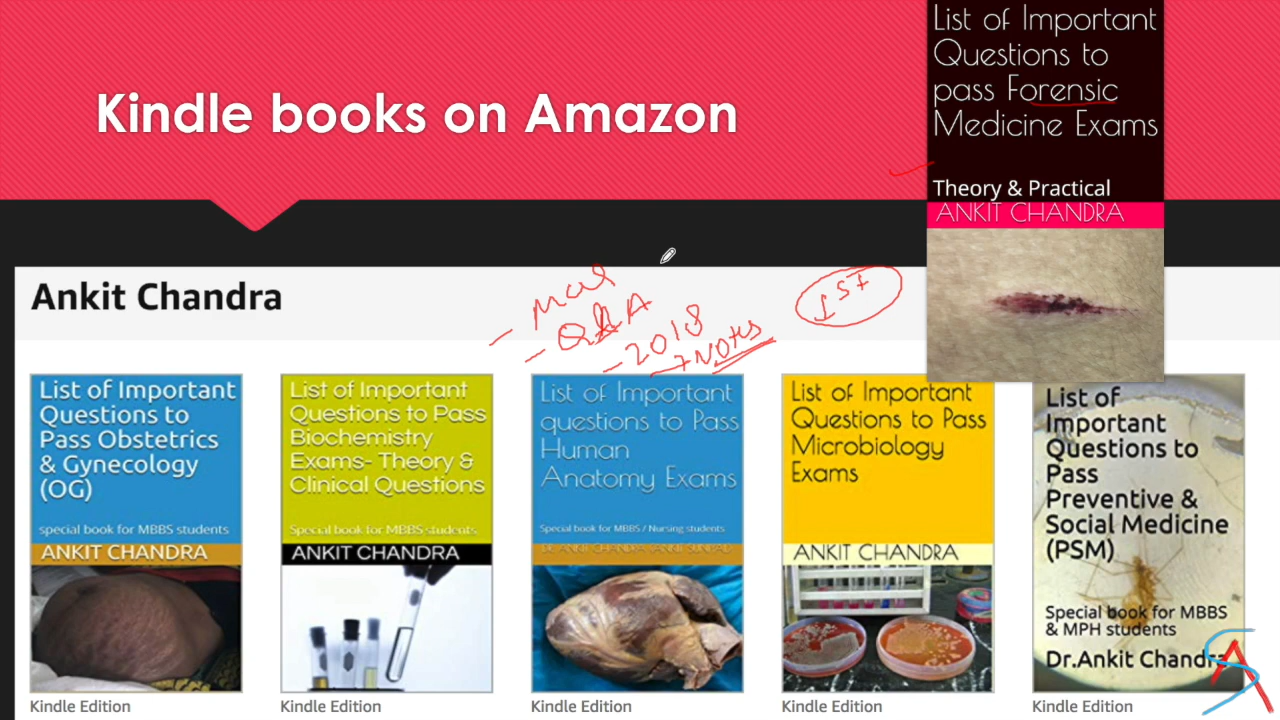 Kindle books on Amazon
List of Important
Questions to
pass Forensic
Medicine Exams
Theory & Practical
ANKIT CHANDRA
Ankit Chandra
- Q&A
- 2018
→ Notes
1st
List of Important
Questions to
Pass Obstetrics
& Gynecology
(OG)
special book for MBBS students
ANKIT CHANDRA
Kindle Edition
List of Important
Questions to Pass
Biochemistry
Exams- Theory &
Clinical Questions
Special book for MBBS students
ANKIT CHANDRA
Kindle Edition
List of Important
questions to Pass
Human
Anatomy Exams
Special book for MBBS / Nursing students
DR. ANKIT CHANDRA
Kindle Edition
List of Important
Questions to Pass
Microbiology
Exams
ANKIT CHANDRA
Kindle Edition
List of
Important
Questions to
Pass
Preventive &
Social Medicine
(PSM)
Special book for MBBS
& MPH students
Dr.Ankit Chandra
Kindle Edition